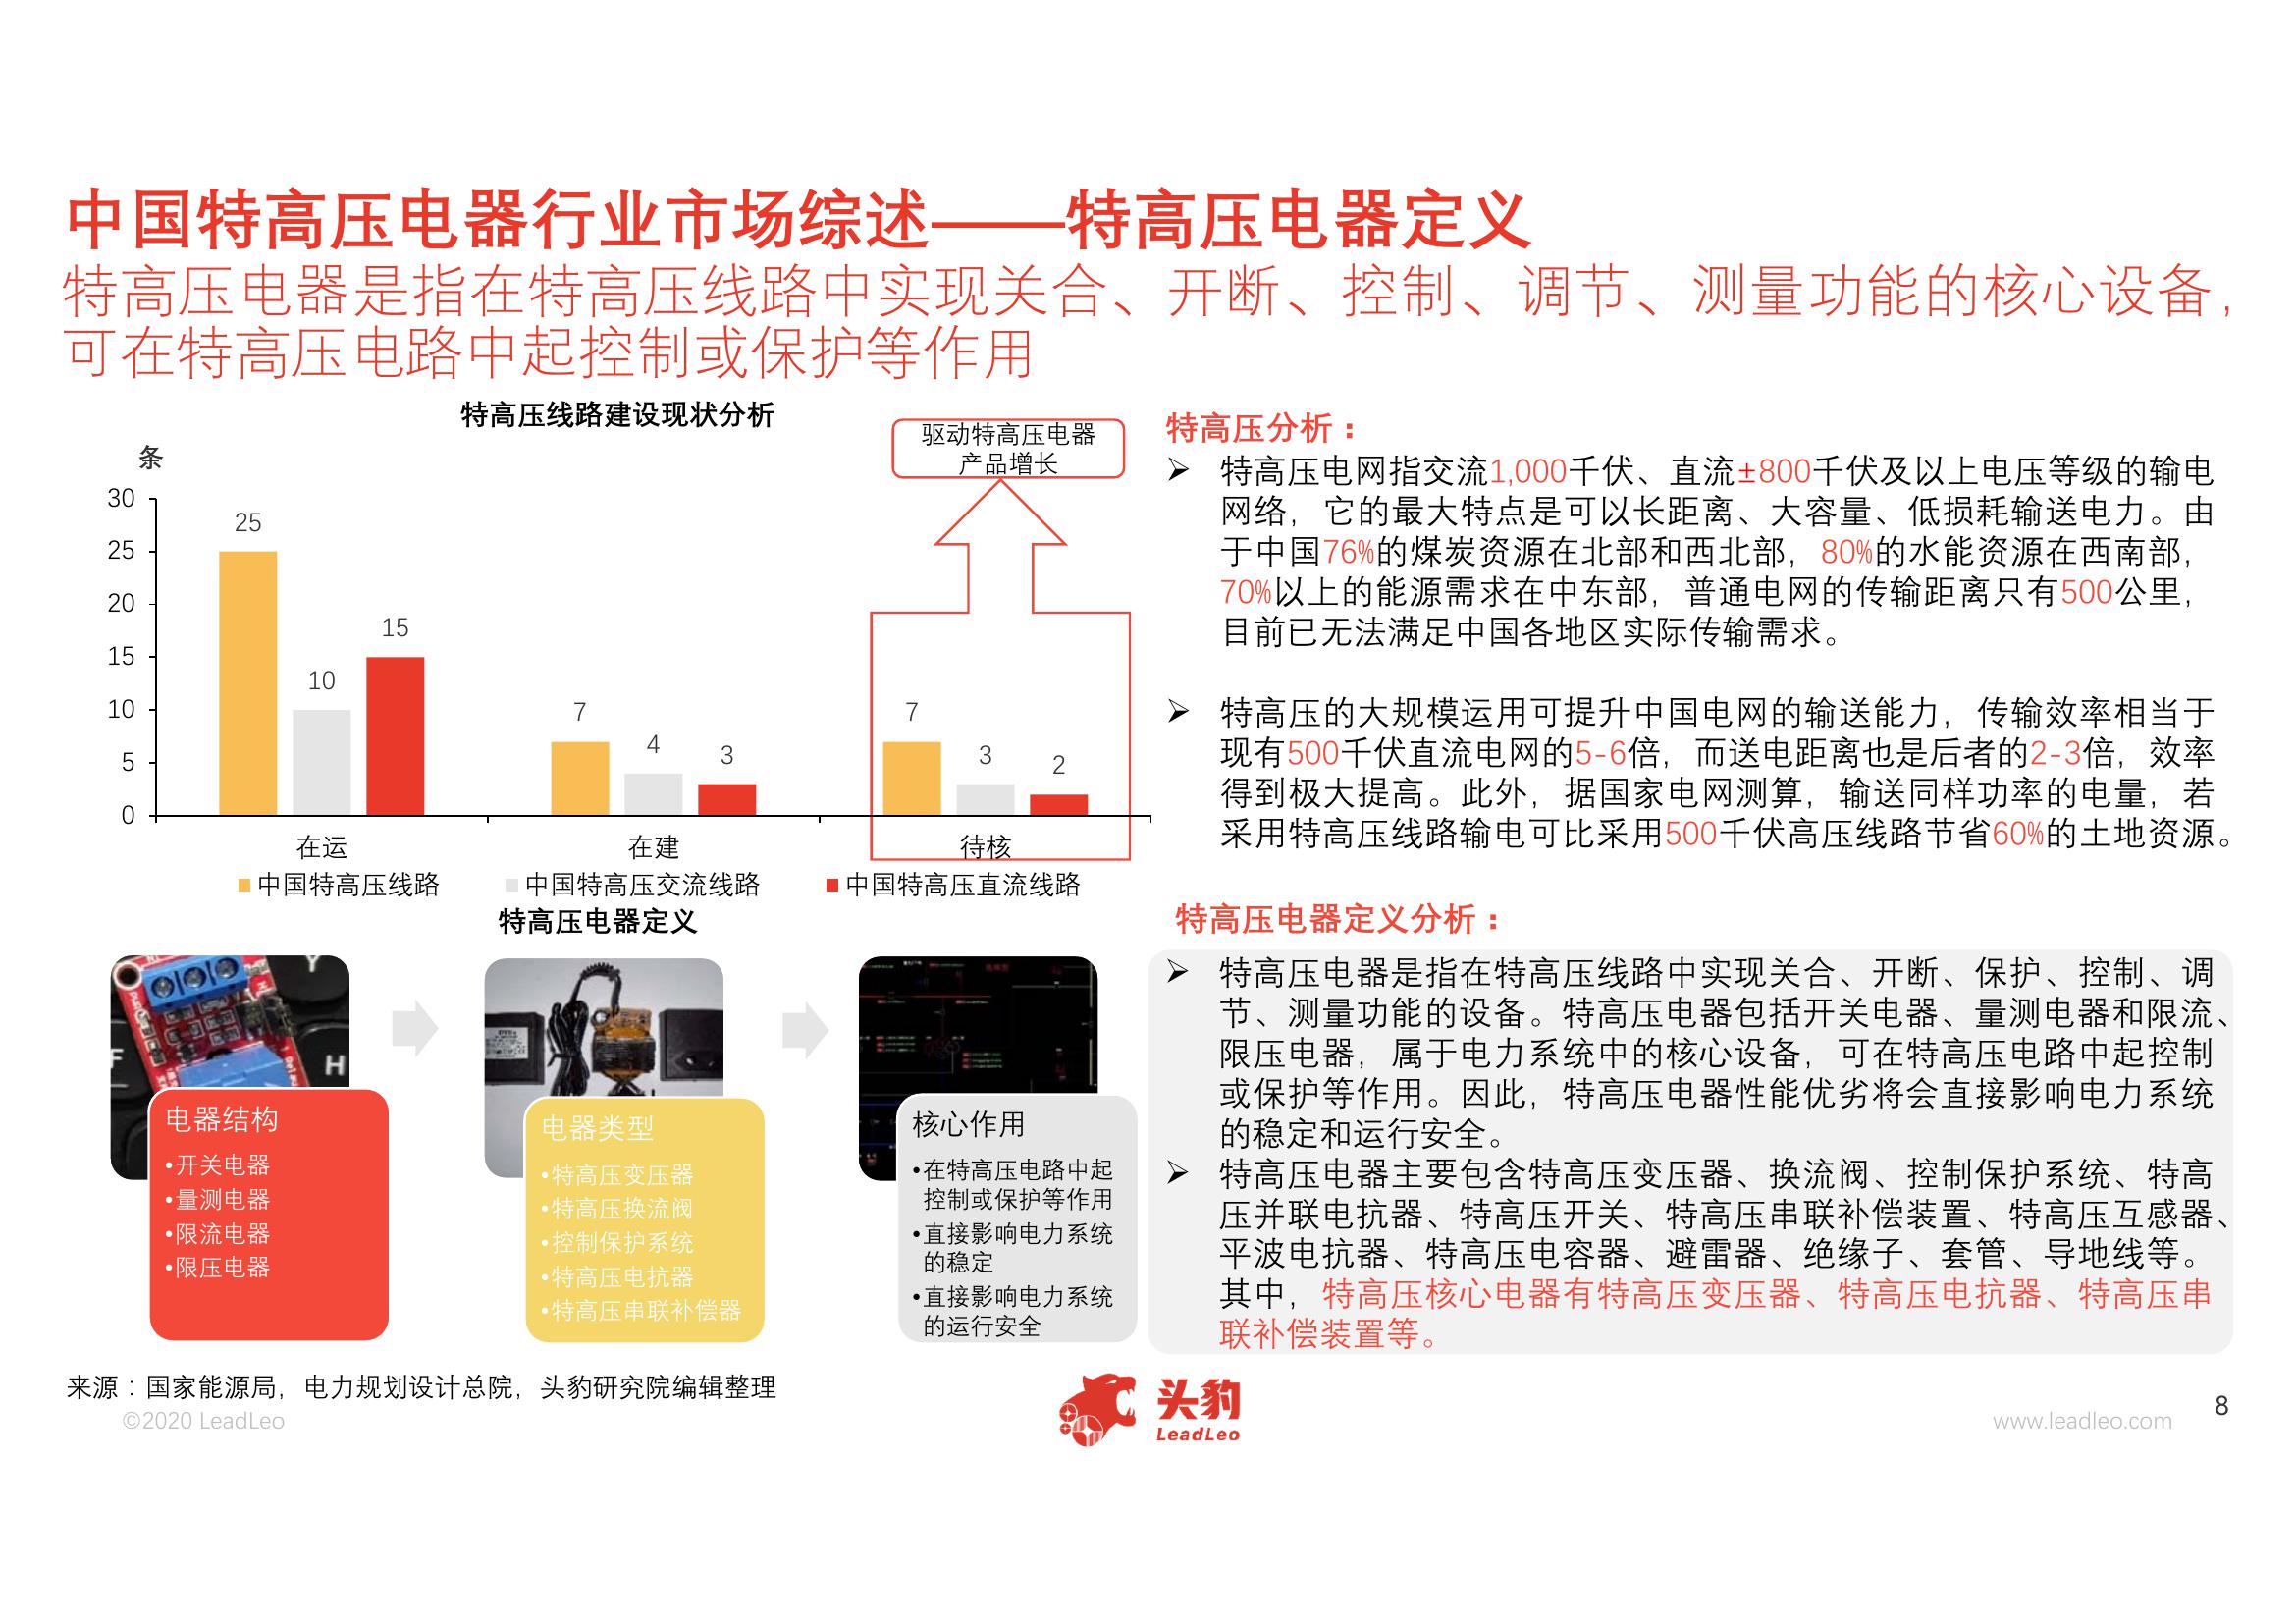 中国特高压电器行业市场综述——特高压电器定义
特高压电器是指在特高压线路中实现关合、开断、控制、调节、测量功能的核心设备，
可在特高压电路中起控制或保护等作用
特高压线路建设现状分析
驱动特高压电器
产品增长
条
30
25
20
15
10
5
0
25
10
15
7
4
3
7
3
2
在运
在建
待核
中国特高压线路
中国特高压交流线路
中国特高压直流线路
特高压电器定义
电器结构
•开关电器
•量测电器
•限流电器
•限压电器
电器类型
•特高压变压器
•特高压换流阀
•控制保护系统
•特高压电抗器
•特高压串联补偿器
核心作用
•在特高压电路中起
控制或保护等作用
•直接影响电力系统
的稳定
•直接影响电力系统
的运行安全
特高压分析：
➢ 特高压电网指交流1,000千伏、直流±800千伏及以上电压等级的输电
网络，它的最大特点是可以长距离、大容量、低损耗输送电力。由
于中国76%的煤炭资源在北部和西北部，80%的水能资源在西南部，
70%以上的能源需求在中东部，普通电网的传输距离只有500公里，
目前已无法满足中国各地区实际传输需求。
➢ 特高压的大规模运用可提升中国电网的输送能力，传输效率相当于
现有500千伏直流电网的5-6倍，而送电距离也是后者的2-3倍，效率
得到极大提高。此外，据国家电网测算，输送同样功率的电量，若
采用特高压线路输电可比采用500千伏高压线路节省60%的土地资源。
特高压电器定义分析：
➢ 特高压电器是指在特高压线路中实现关合、开断、保护、控制、调
节、测量功能的设备。特高压电器包括开关电器、量测电器和限流、
限压电器，属于电力系统中的核心设备，可在特高压电路中起控制
或保护等作用。因此，特高压电器性能优劣将会直接影响电力系统
的稳定和运行安全。
➢ 特高压电器主要包含特高压变压器、换流阀、控制保护系统、特高
压并联电抗器、特高压开关、特高压串联补偿装置、特高压互感器、
平波电抗器、特高压电容器、避雷器、绝缘子、套管、导地线等。
其中，特高压核心电器有特高压变压器、特高压电抗器、特高压串
联补偿装置等。
来源：国家能源局，电力规划设计总院，头豹研究院编辑整理
©2020 LeadLeo
头豹
LeadLeo
www.leadleo.com
8